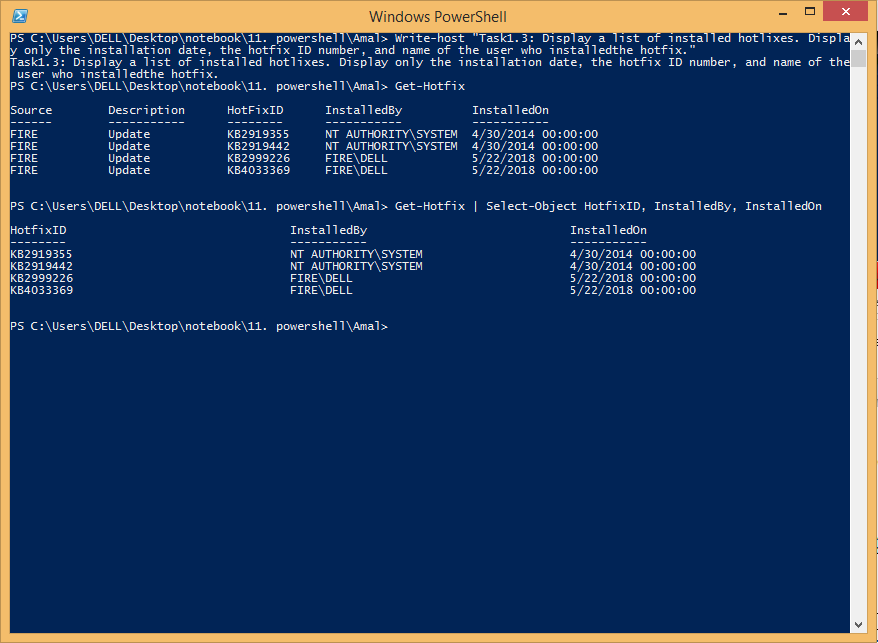 Windows PowerShell
PS C:\Users\DELL\Desktop\notebook\11. powershell\Amal> Write-host "Task1.3: Display a list of installed hotlixes. Displa
y only the installation date, the hotfix ID number, and name of the user who installedthe hotfix."
Task1.3: Display a list of installed hotlixes. Display only the installation date, the hotfix ID number, and name of the
 user who installedthe hotfix.
PS C:\Users\DELL\Desktop\notebook\11. powershell\Amal> Get-Hotfix
Source        Description      HotFixID      InstalledBy          InstalledOn
------        -----------      --------      -----------          -----------
FIRE          Update           KB2919355     NT AUTHORITY\SYSTEM  4/30/2014 00:00:00
FIRE          Update           KB2919442     NT AUTHORITY\SYSTEM  4/30/2014 00:00:00
FIRE          Update           KB2999226     FIRE\DELL            5/22/2018 00:00:00
FIRE          Update           KB4033369     FIRE\DELL            5/22/2018 00:00:00
PS C:\Users\DELL\Desktop\notebook\11. powershell\Amal> Get-Hotfix | Select-Object HotfixID, InstalledBy, InstalledOn
HotfixID                                InstalledBy                             InstalledOn
--------                                -----------                             -----------
KB2919355                               NT AUTHORITY\SYSTEM                     4/30/2014 00:00:00
KB2919442                               NT AUTHORITY\SYSTEM                     4/30/2014 00:00:00
KB2999226                               FIRE\DELL                               5/22/2018 00:00:00
KB4033369                               FIRE\DELL                               5/22/2018 00:00:00
PS C:\Users\DELL\Desktop\notebook\11. powershell\Amal>